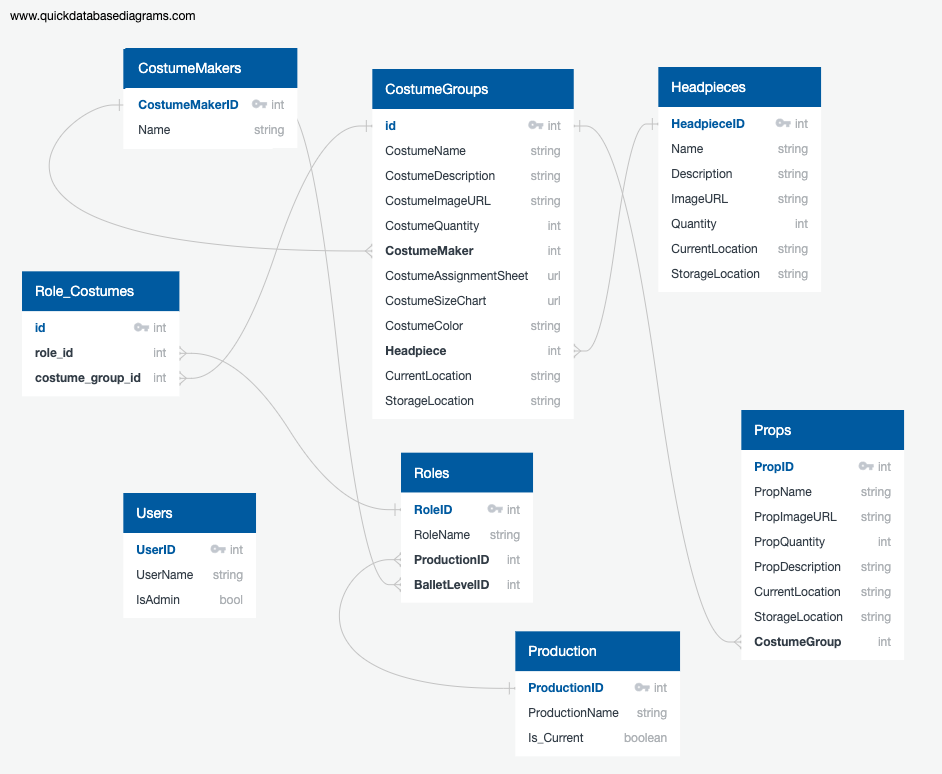 www.quickdatabasediagrams.com
CostumeMakers
CostumeMakerID int
Name string
CostumeGroups
id int
CostumeName string
CostumeDescription string
CostumeImageURL string
CostumeQuantity int
CostumeMaker int
CostumeAssignmentSheet url
CostumeSizeChart url
CostumeColor string
Headpiece int
CurrentLocation string
StorageLocation string
Headpieces
HeadpieceID int
Name string
Description string
ImageURL string
Quantity int
CurrentLocation string
StorageLocation string
Role_Costumes
id int
role_id int
costume_group_id int
Roles
RoleID int
RoleName string
ProductionID int
BalletLevelID int
Props
PropID int
PropName string
PropImageURL string
PropQuantity int
PropDescription string
CurrentLocation string
StorageLocation string
CostumeGroup int
Users
UserID int
UserName string
IsAdmin bool
Production
ProductionID int
ProductionName string
Is_Current boolean